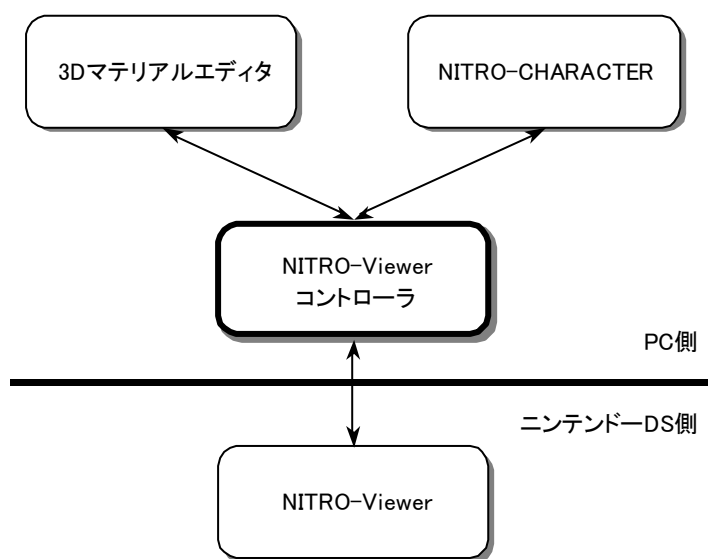 3Dマテリアルエディタ
NITRO-CHARACTER
NITRO-Viewer
コントローラ
PC側
ニンテンドーDS側
NITRO-Viewer